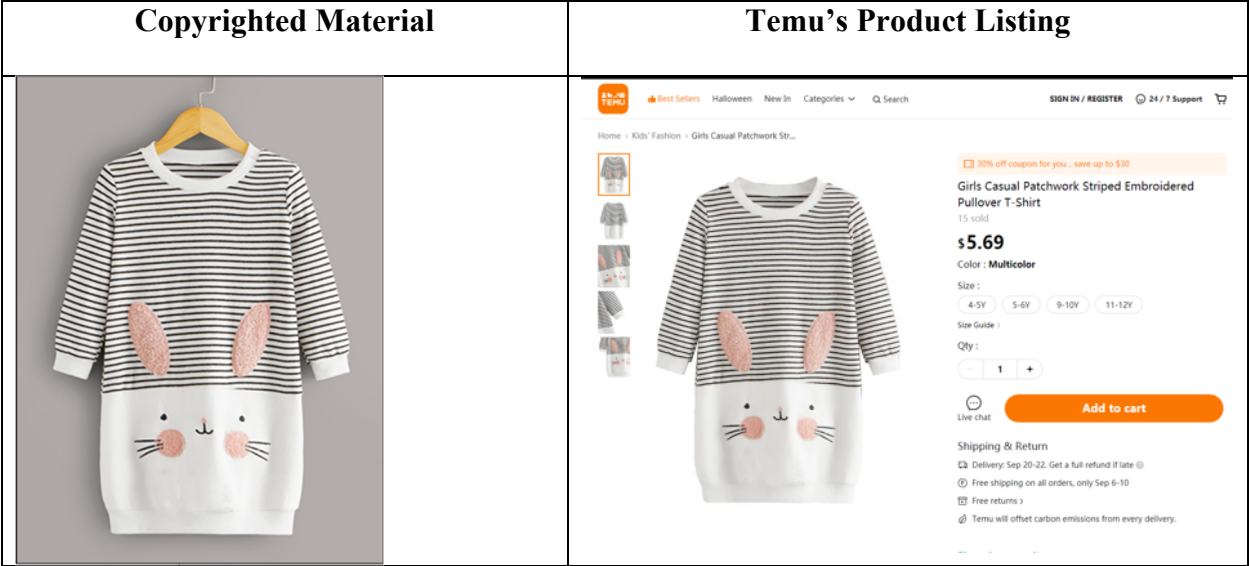 Copyrighted Material
Temu's Product Listing
TEMU
Best Sellers Halloween New In Categories Search
SIGN IN / REGISTER 24 / 7 Support
Home › Kids' Fashion › Girls Casual Patchwork Str...
30% off coupon for you , save up to $30
Girls Casual Patchwork Striped Embroidered
Pullover T-Shirt
15 sold
$5.69
Color : Multicolor
Size :
4-5Y 5-6Y 9-10Y 11-12Y
Size Guide ›
Qty :
− 1 +
Live chat
Add to cart
Shipping & Return
Delivery: Sep 20-22. Get a full refund if late
Free shipping on all orders, only Sep 6-10
Free returns ›
Temu will offset carbon emissions from every delivery.